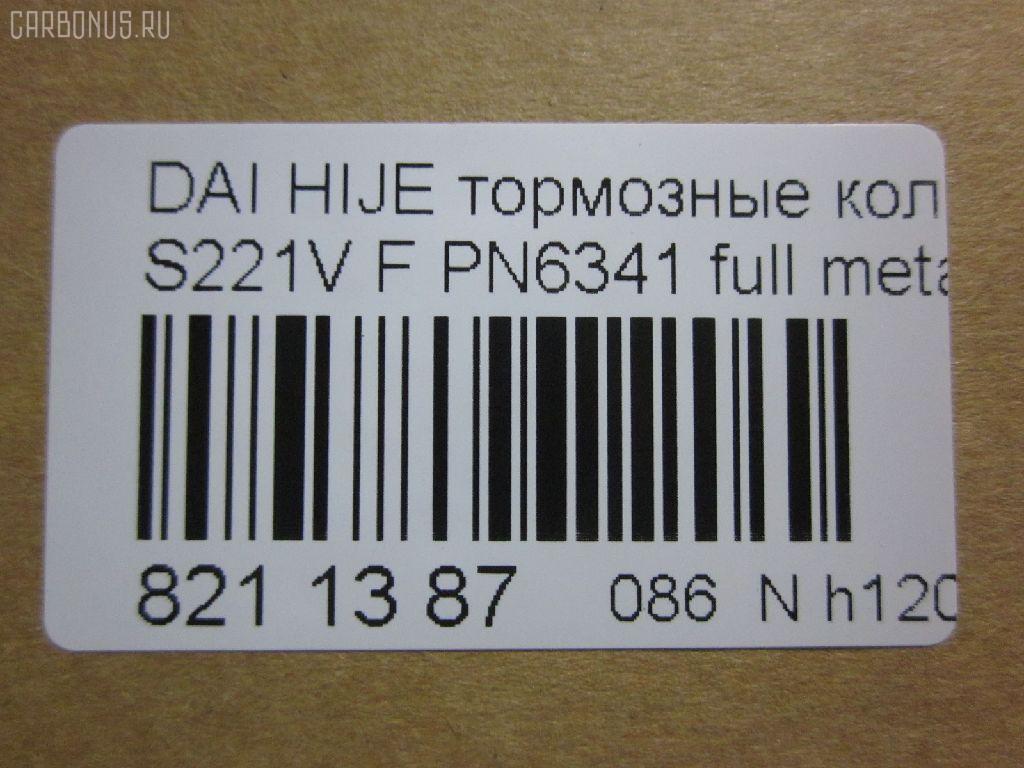 CARBONUS.RU
DAI HIJE тормозные кол
S221V F PN6341 full meta
821 13 87 086 N h120